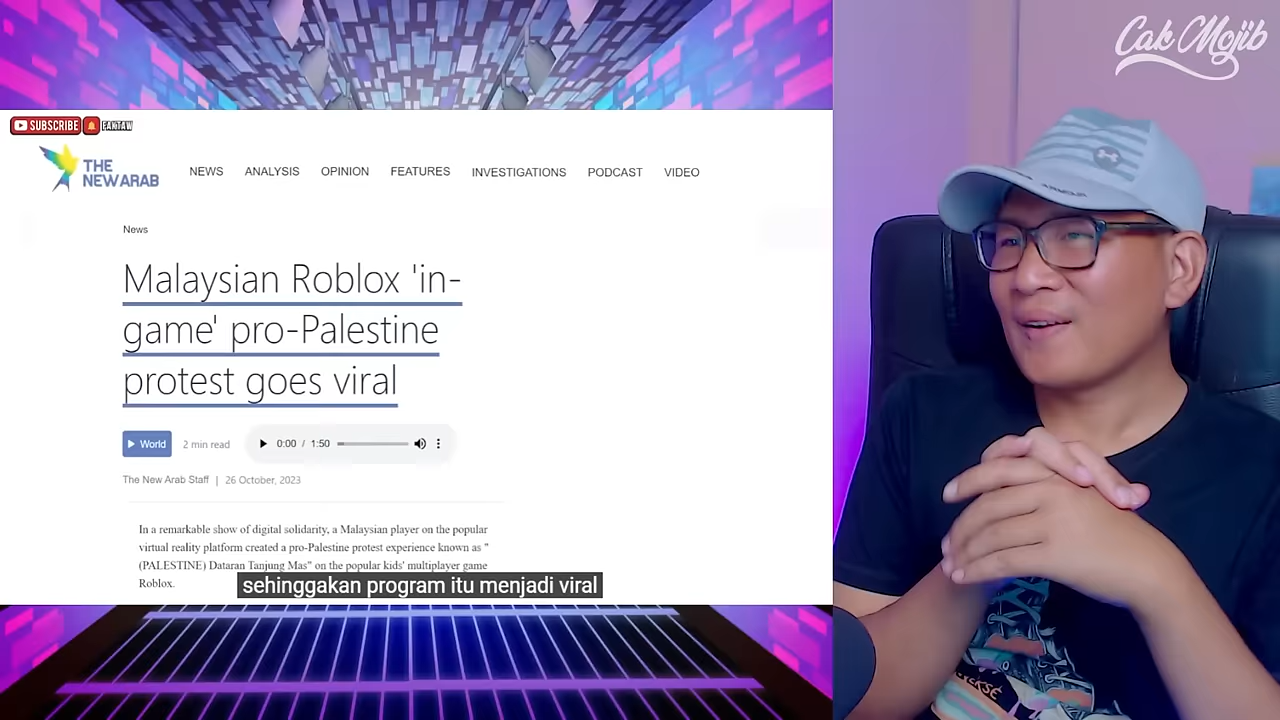 Cak Mojib
SUBSCRIBE FAKTAW
THE
NEWARAB
NEWS ANALYSIS OPINION FEATURES INVESTIGATIONS PODCAST VIDEO
News
Malaysian Roblox 'in-
game' pro-Palestine
protest goes viral
World 2 min read 0:00 / 1:50
The New Arab Staff | 26 October, 2023
In a remarkable show of digital solidarity, a Malaysian player on the popular
virtual reality platform created a pro-Palestine protest experience known as "
(PALESTINE) Dataran Tanjung Mas" on the popular kids' multiplayer game
Roblox.
sehinggakan program itu menjadi viral